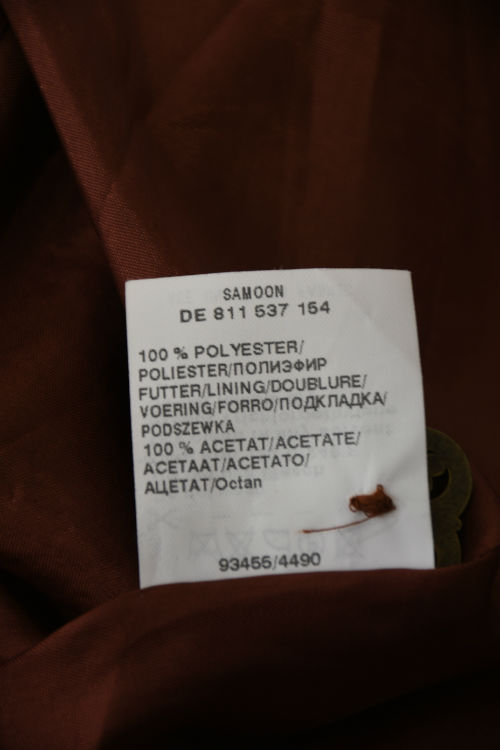 SAMOON
DE 811 537 154
100 % POLYESTER/
POLIESTER/ПОЛИЭФИР
FUTTER/LINING/DOUBLURE/
VOERING/FORRO/ПОДКЛАДКА/
PODSZEWKA
100 % ACETAT/ACETATE/
ACETAAT/ACETATO/
АЦЕТАТ/Octan
93455/4490